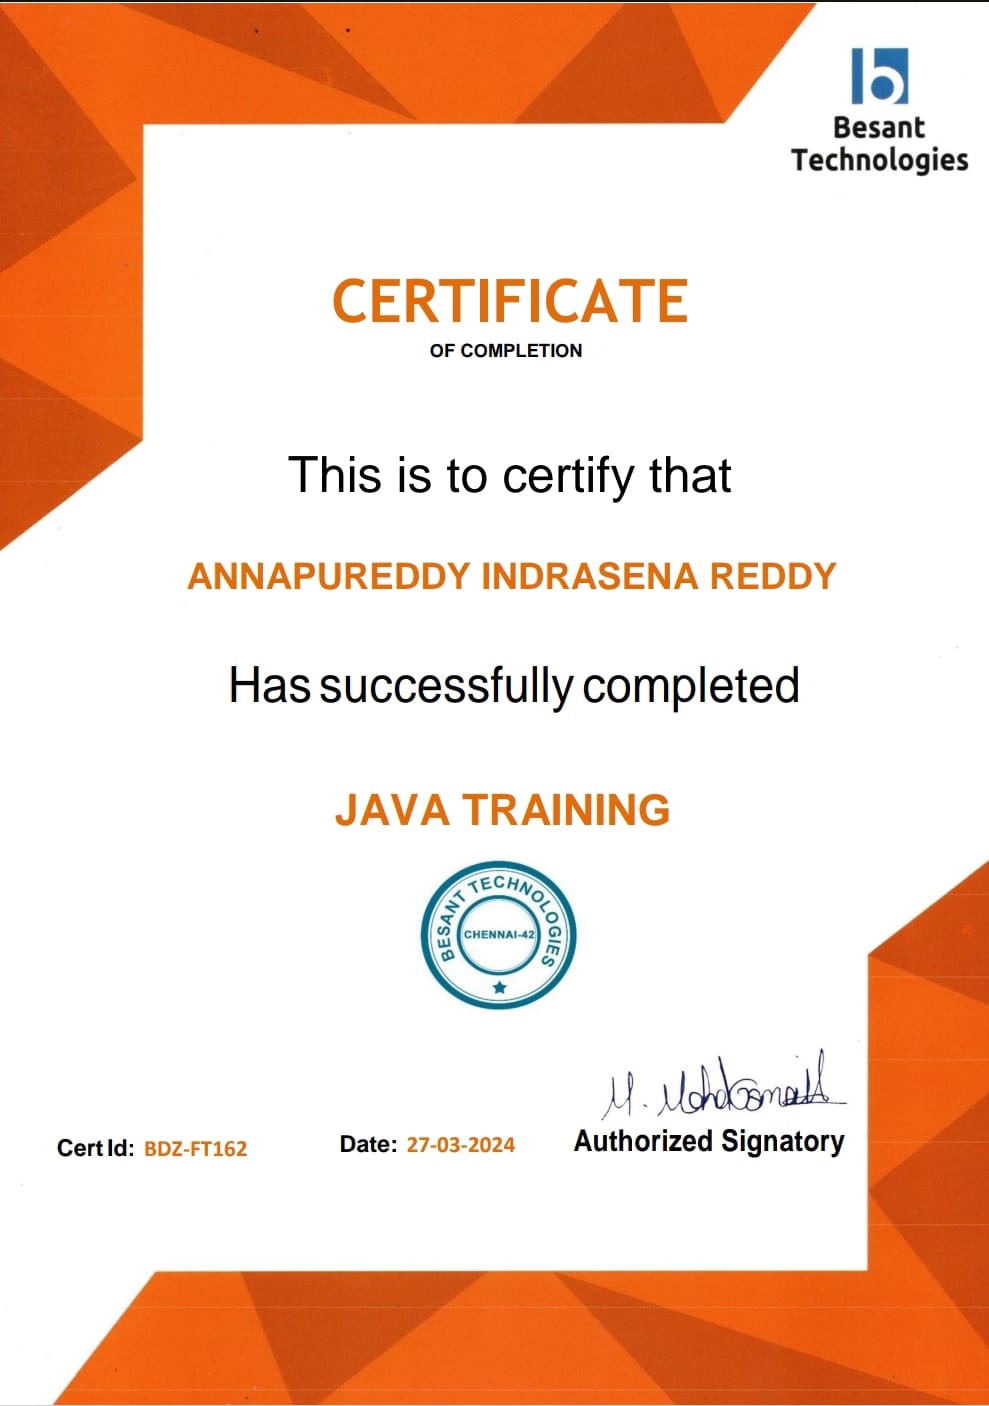 Besant
Technologies
CERTIFICATE
OF COMPLETION
This is to certify that
ANNAPUREDDY INDRASENA REDDY
Has successfully completed
JAVA TRAINING
BESANT TECHNOLOGIES
CHENNAI-42
Cert Id: BDZ-FT162
Date: 27-03-2024
Authorized Signatory